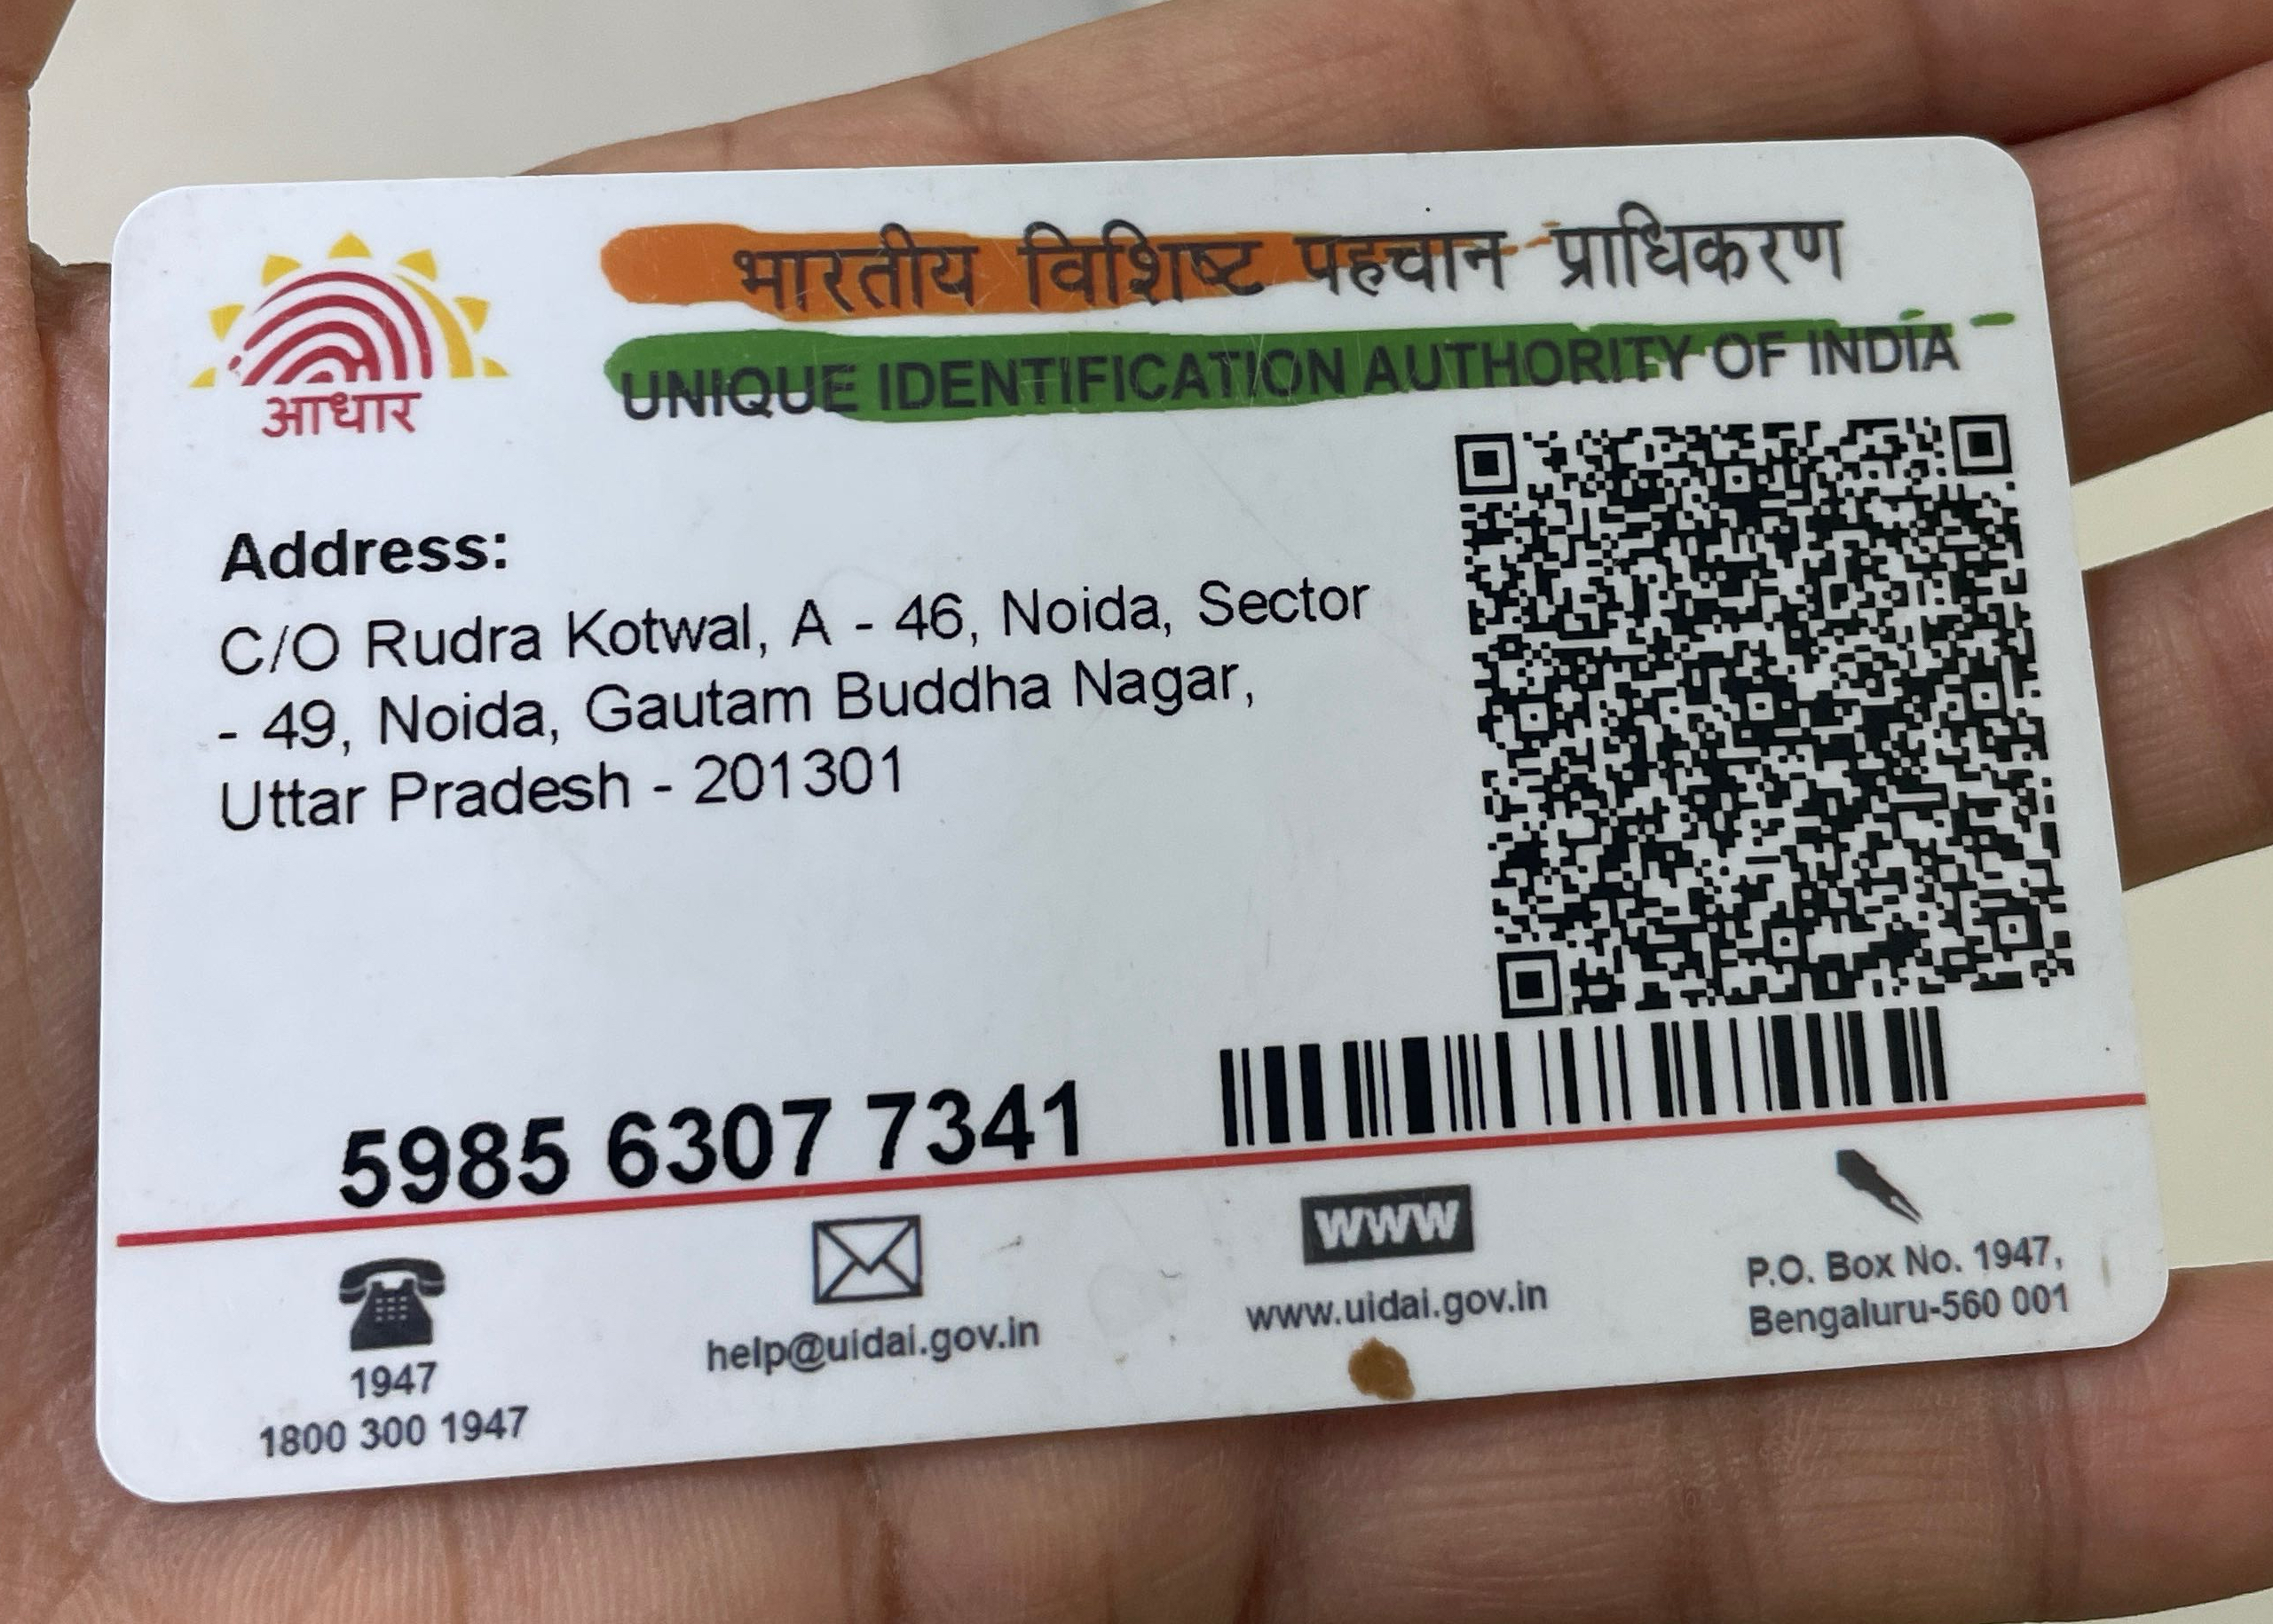 भारतीय विशिष्ट पहचान प्राधिकरण
UNIQUE IDENTIFICATION AUTHORITY OF INDIA
आधार
Address:
C/O Rudra Kotwal, A - 46, Noida, Sector
- 49, Noida, Gautam Buddha Nagar,
Uttar Pradesh - 201301
5985 6307 7341
1947
1800 300 1947
help@uidai.gov.in
www
www.uidai.gov.in
P.O. Box No. 1947,
Bengaluru-560 001